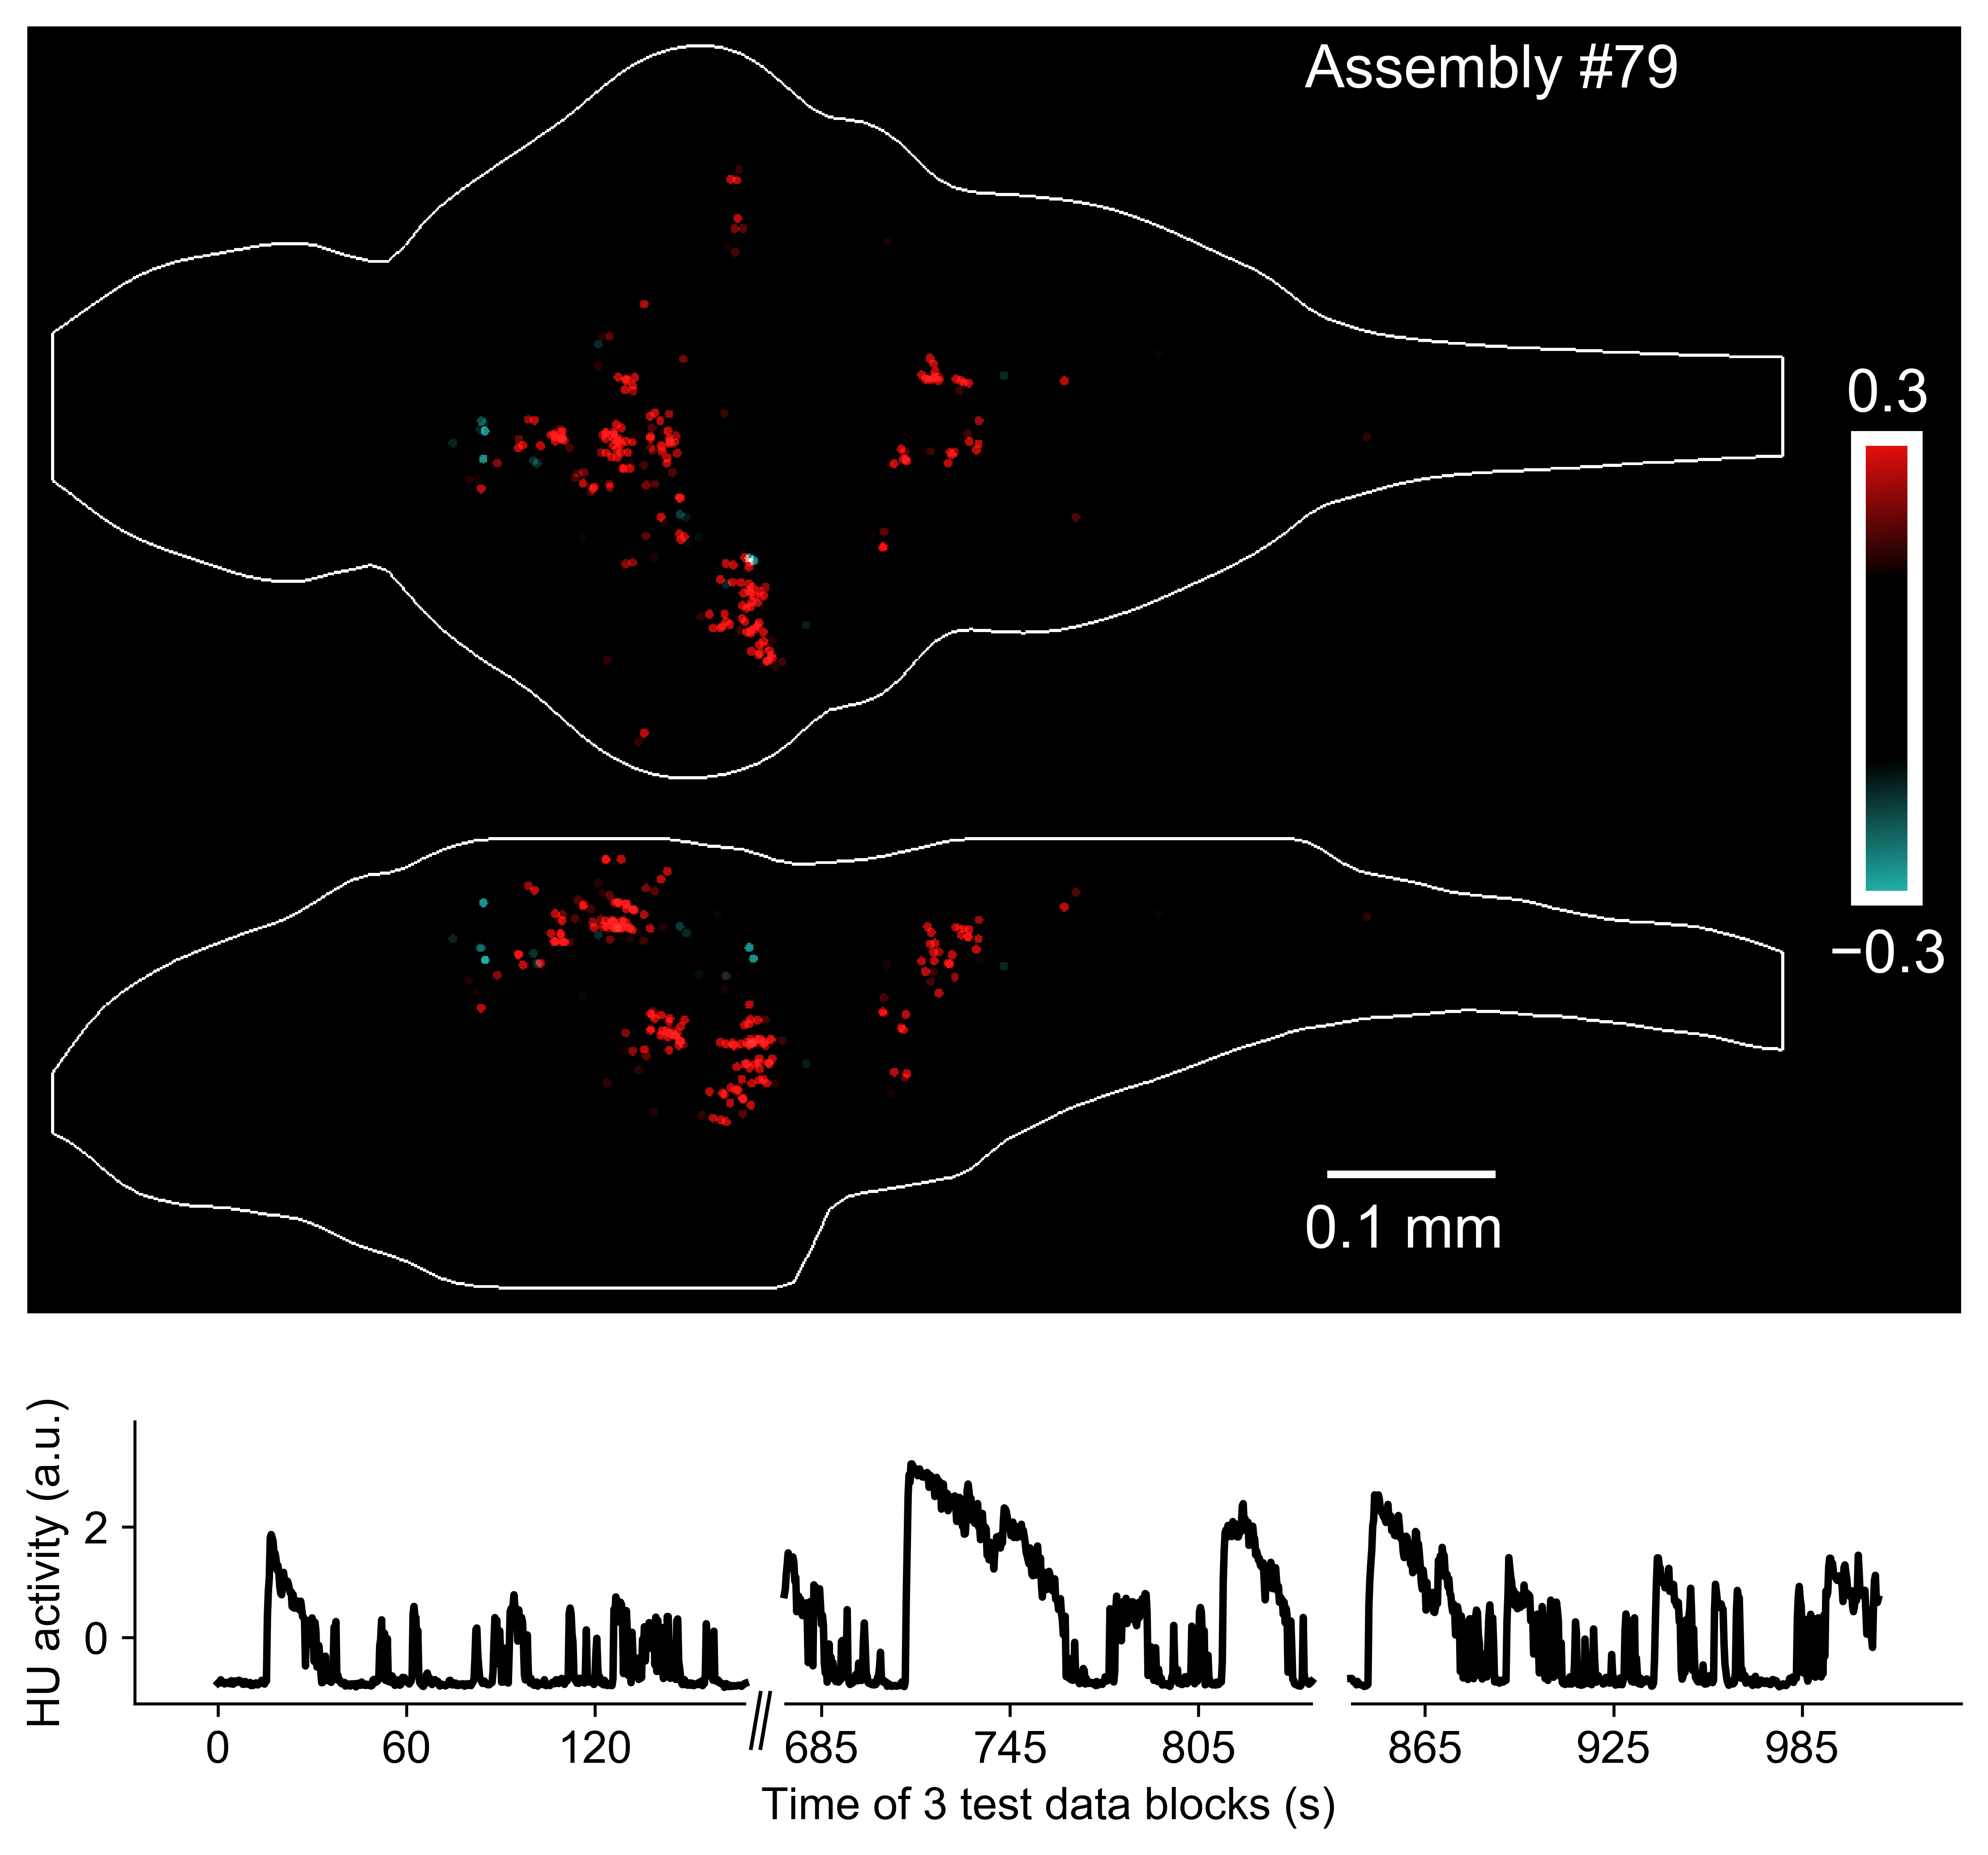 Assembly #79
0.3
−0.3
0.1 mm
HU activity (a.u.)
2
0
0 60 120 685 745 805 865 925 985
Time of 3 test data blocks (s)